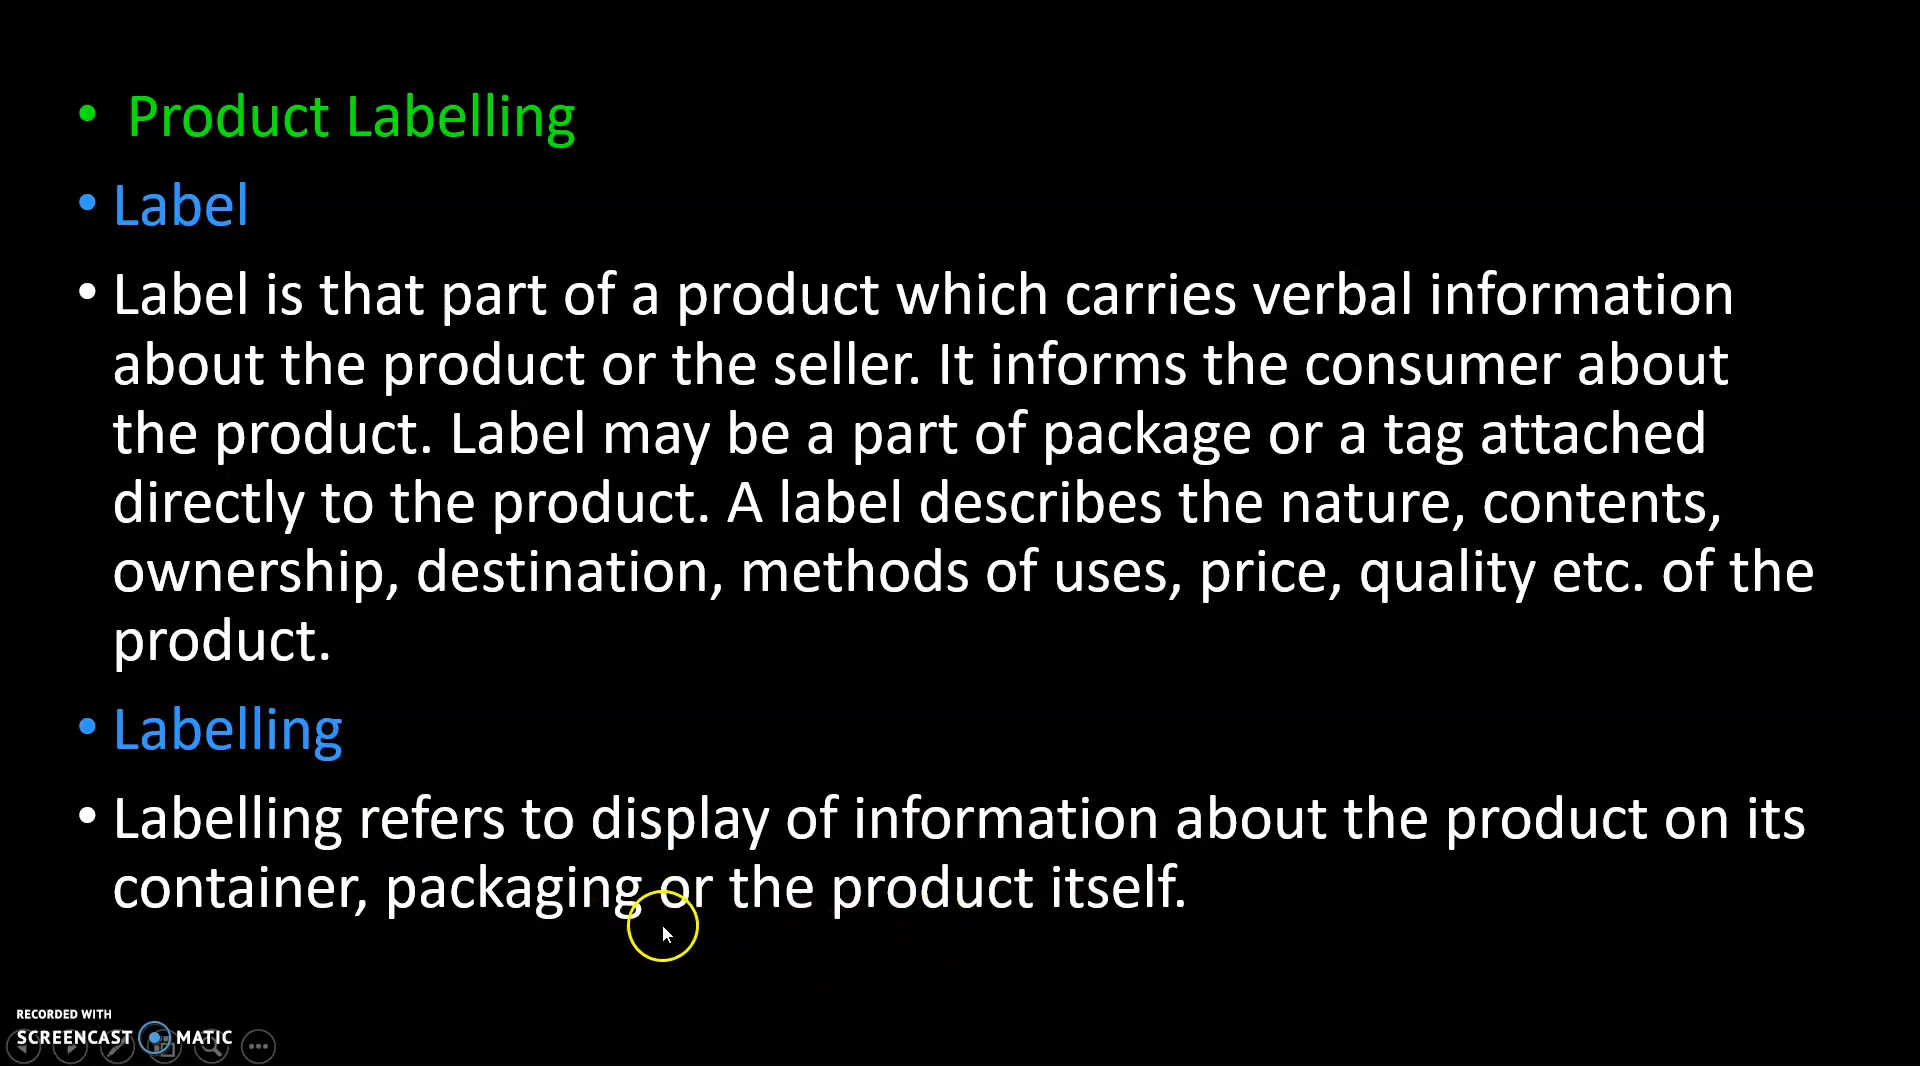 • Product Labelling
• Label
• Label is that part of a product which carries verbal information
about the product or the seller. It informs the consumer about
the product. Label may be a part of package or a tag attached
directly to the product. A label describes the nature, contents,
ownership, destination, methods of uses, price, quality etc. of the
product.
• Labelling
• Labelling refers to display of information about the product on its
container, packaging or the product itself.
RECORDED WITH
SCREENCAST MATIC